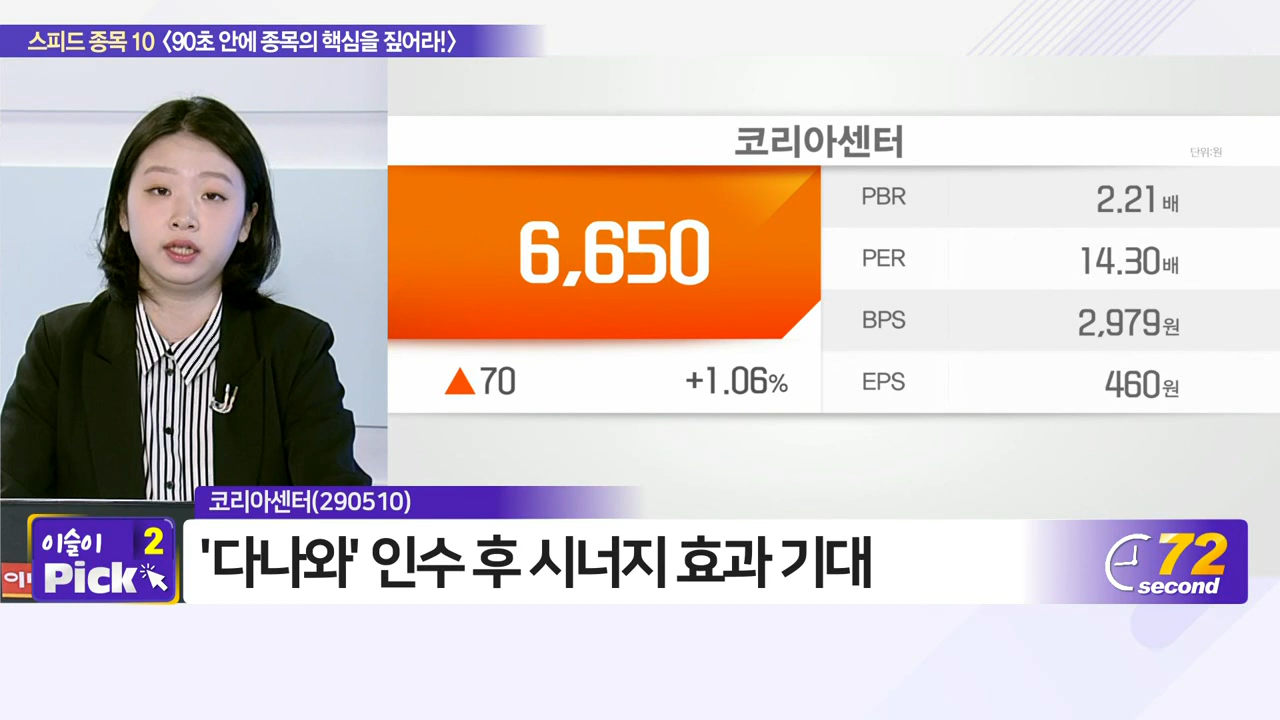 스피드 종목 10 <90초 안에 종목의 핵심을 짚어라!>
코리아센터
단위:원
6,650
▲70 +1.06%
PBR 2.21 배
PER 14.30배
BPS 2,979원
EPS 460원
코리아센터(290510)
이슬이 2
Pick
'다나와' 인수 후 시너지 효과 기대
72
second